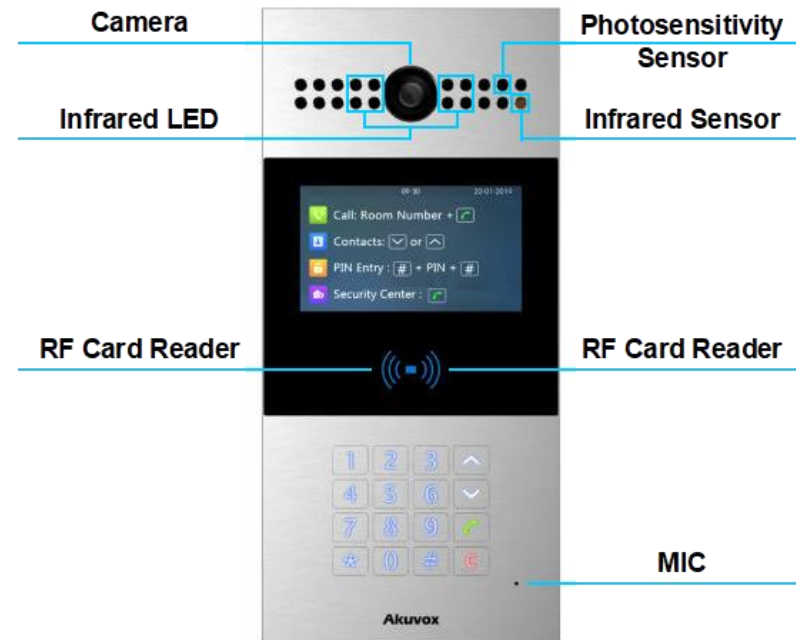 Camera
Photosensitivity
Sensor
Infrared LED
Infrared Sensor
09:30 20-01-2019
Call: Room Number +
Contacts: or
PIN Entry : # + PIN + #
Security Center :
RF Card Reader
RF Card Reader
1 2 3
4 5 6
7 8 9
* 0 # C
MIC
Akuvox